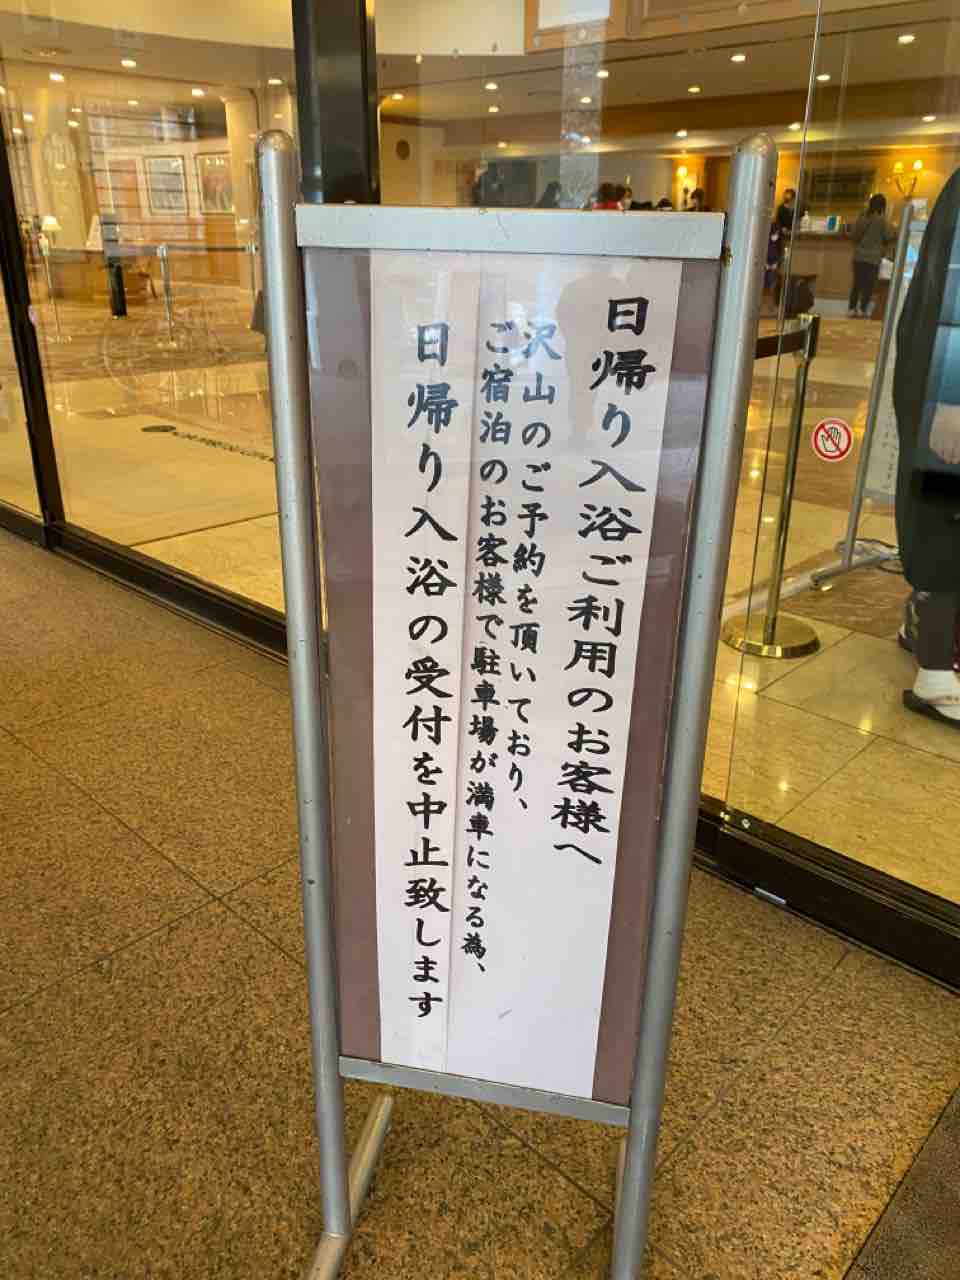 日帰り入浴ご利用のお客様へ
沢山のご予約を頂いており、
ご宿泊のお客様で駐車場が満車になる為、
日帰り入浴の受付を中止致します